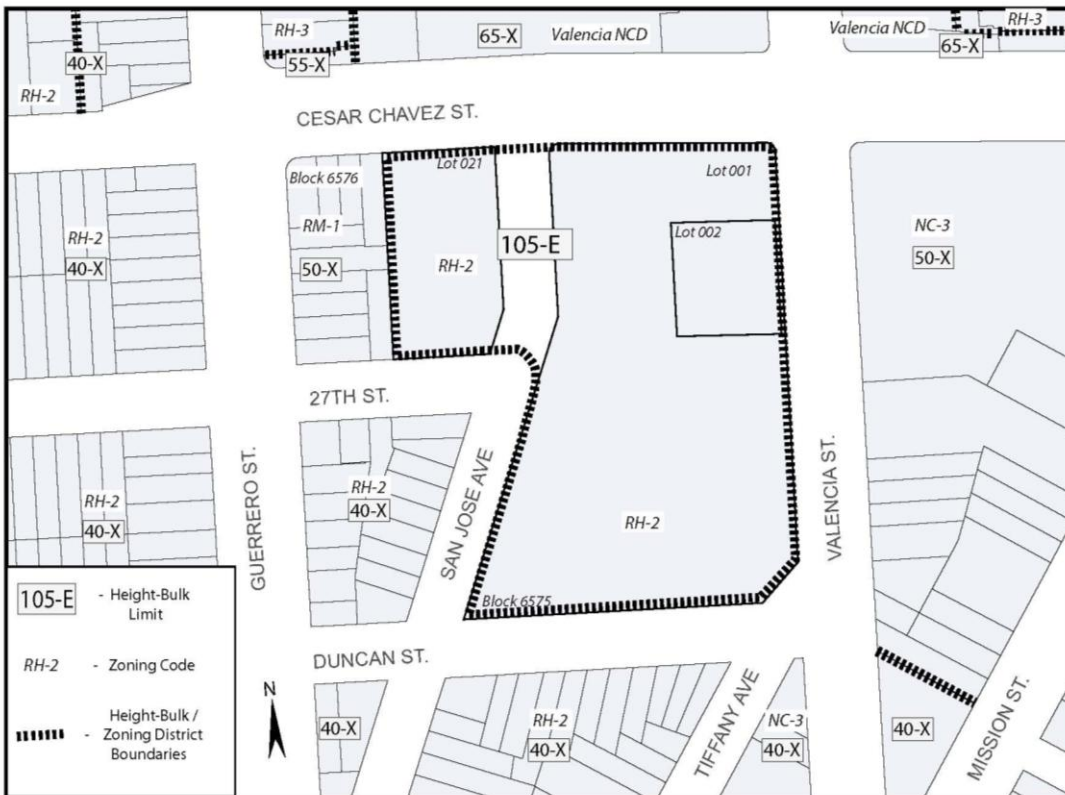 RH-3
65-X
Valencia NCD
Valencia NCD
RH-3
65-X
40-X
55-X
RH-2
CESAR CHAVEZ ST.
Lot 021
Lot 001
Block 6576
RM-1
50-X
RH-2
40-X
RH-2
105-E
Lot 002
NC-3
50-X
27TH ST.
GUERRERO ST.
SAN JOSE AVE
VALENCIA ST.
RH-2
40-X
RH-2
40-X
RH-2
Block 6575
DUNCAN ST.
TIFFANY AVE
MISSION ST.
40-X
RH-2
40-X
NC-3
40-X
40-X
105-E - Height-Bulk
Limit
RH-2 - Zoning Code
Height-Bulk /
- Zoning District
Boundaries
N